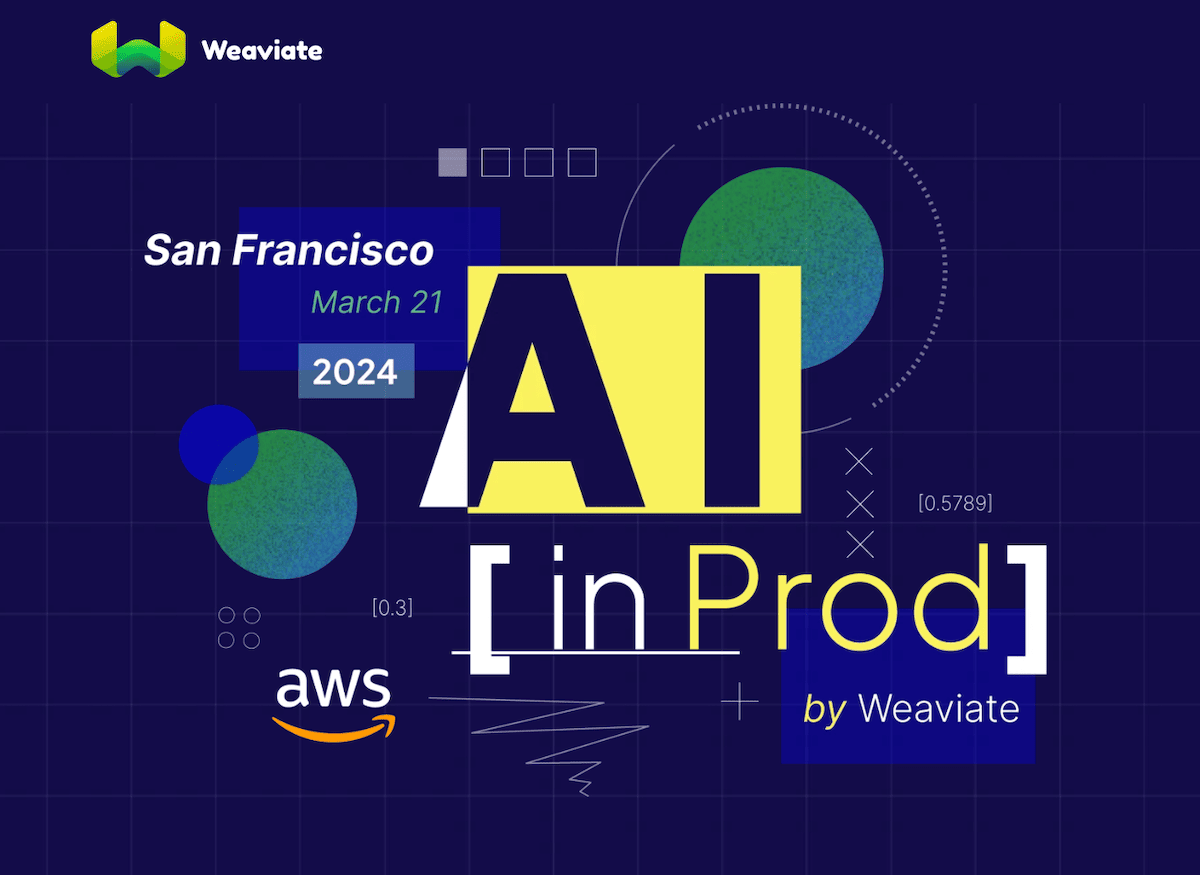 Weaviate
San Francisco
March 21
2024
AI
[0.5789]
[in Prod]
[0.3]
aws
by Weaviate